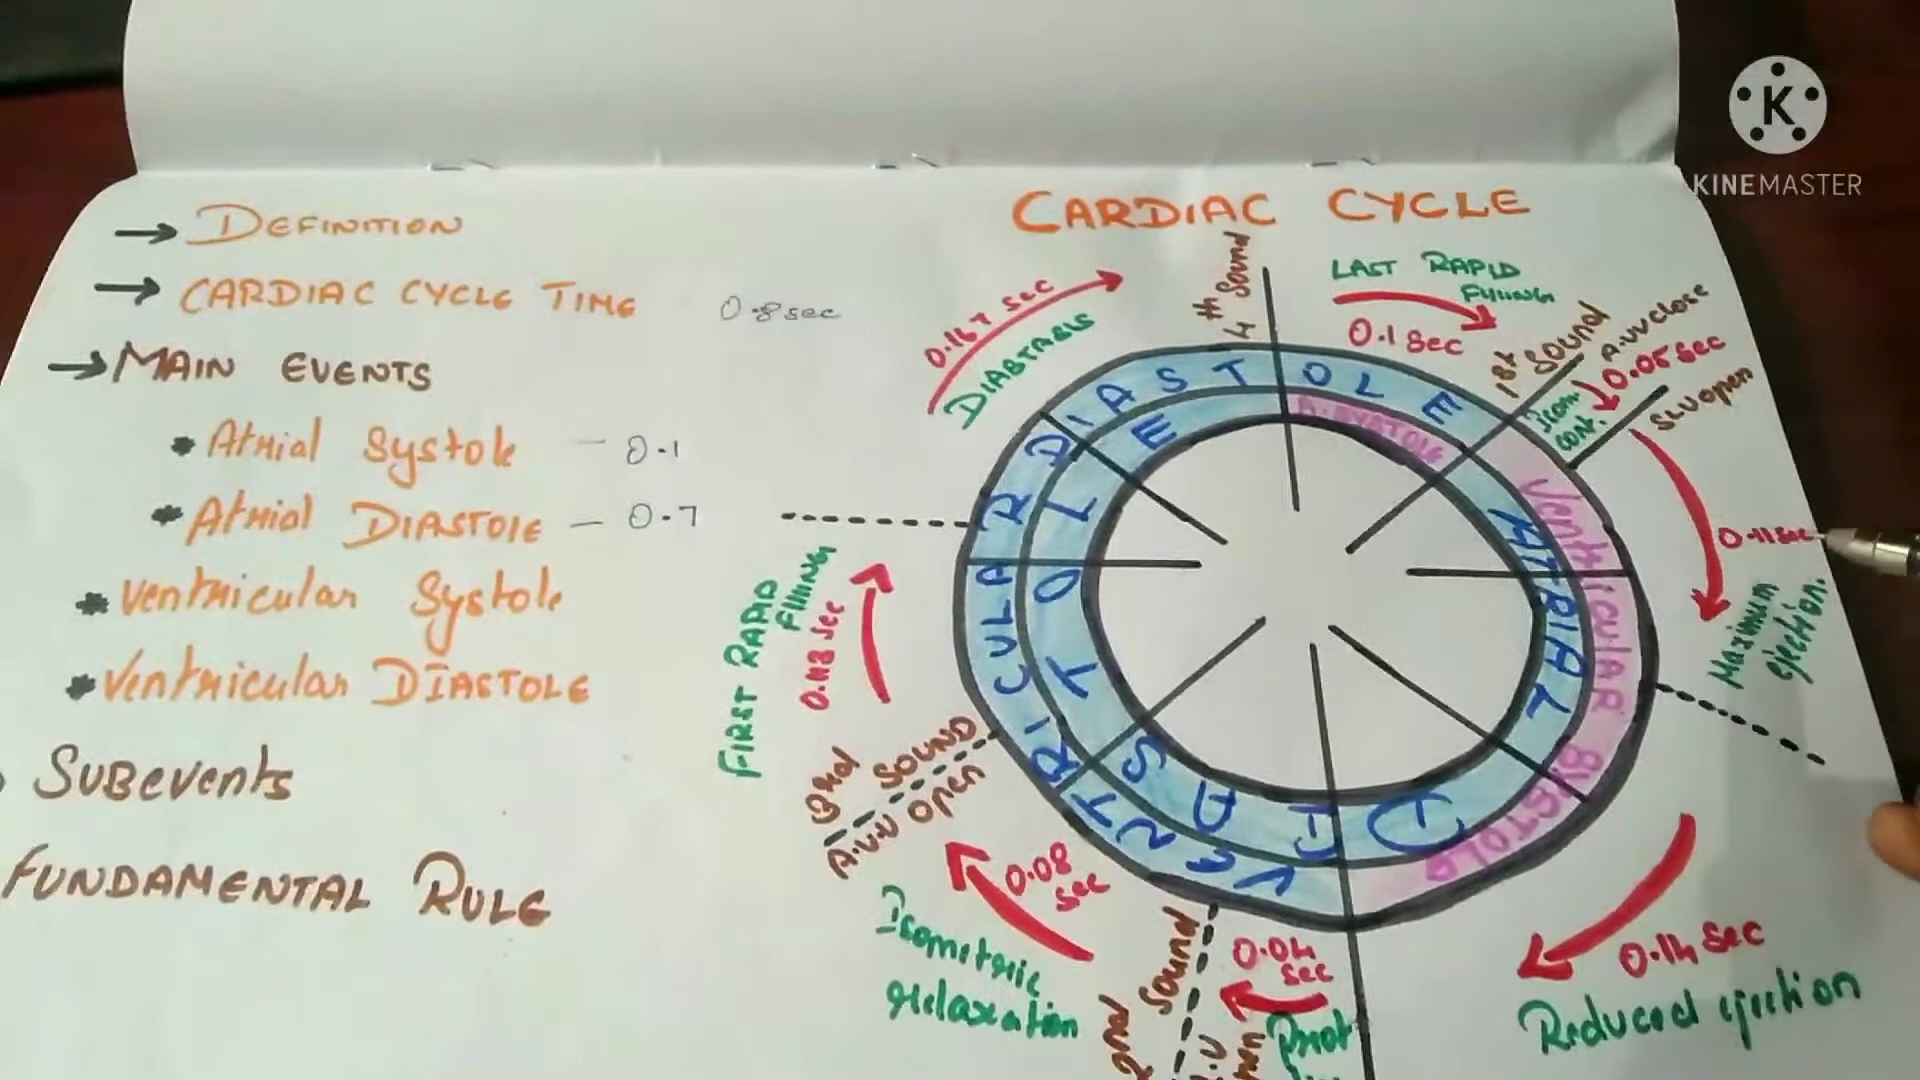 K
KINEMASTER
→ DEFINITION
→ CARDIAC CYCLE TIME 0.8 sec
→ MAIN EVENTS
* Atrial Systole - 0.1
* Atrial DIASTOLE - 0.7
* Ventricular Systole
* Ventricular DIASTOLE
SUBEVENTS
FUNDAMENTAL RULE
CARDIAC CYCLE
4th Sound
LAST RAPID
FILLING
0.1 Sec
1st SOUND
A.VV close
0.05 sec
Isom.
cont.
SLV open
0.11 sec
Maximum
ejection.
0.14 sec
Reduced ejection
0.04
sec
Sound
0.08
sec
Isometric
relaxation
3rd SOUND
A.V.V open
FIRST RAPID
FILLING
0.113 sec
0.167 sec
VENTRICULAR DIASTOLE
A.SYSTOLE
VENTRICULAR SYSTOLE
ATRIAL
DIASTOLE